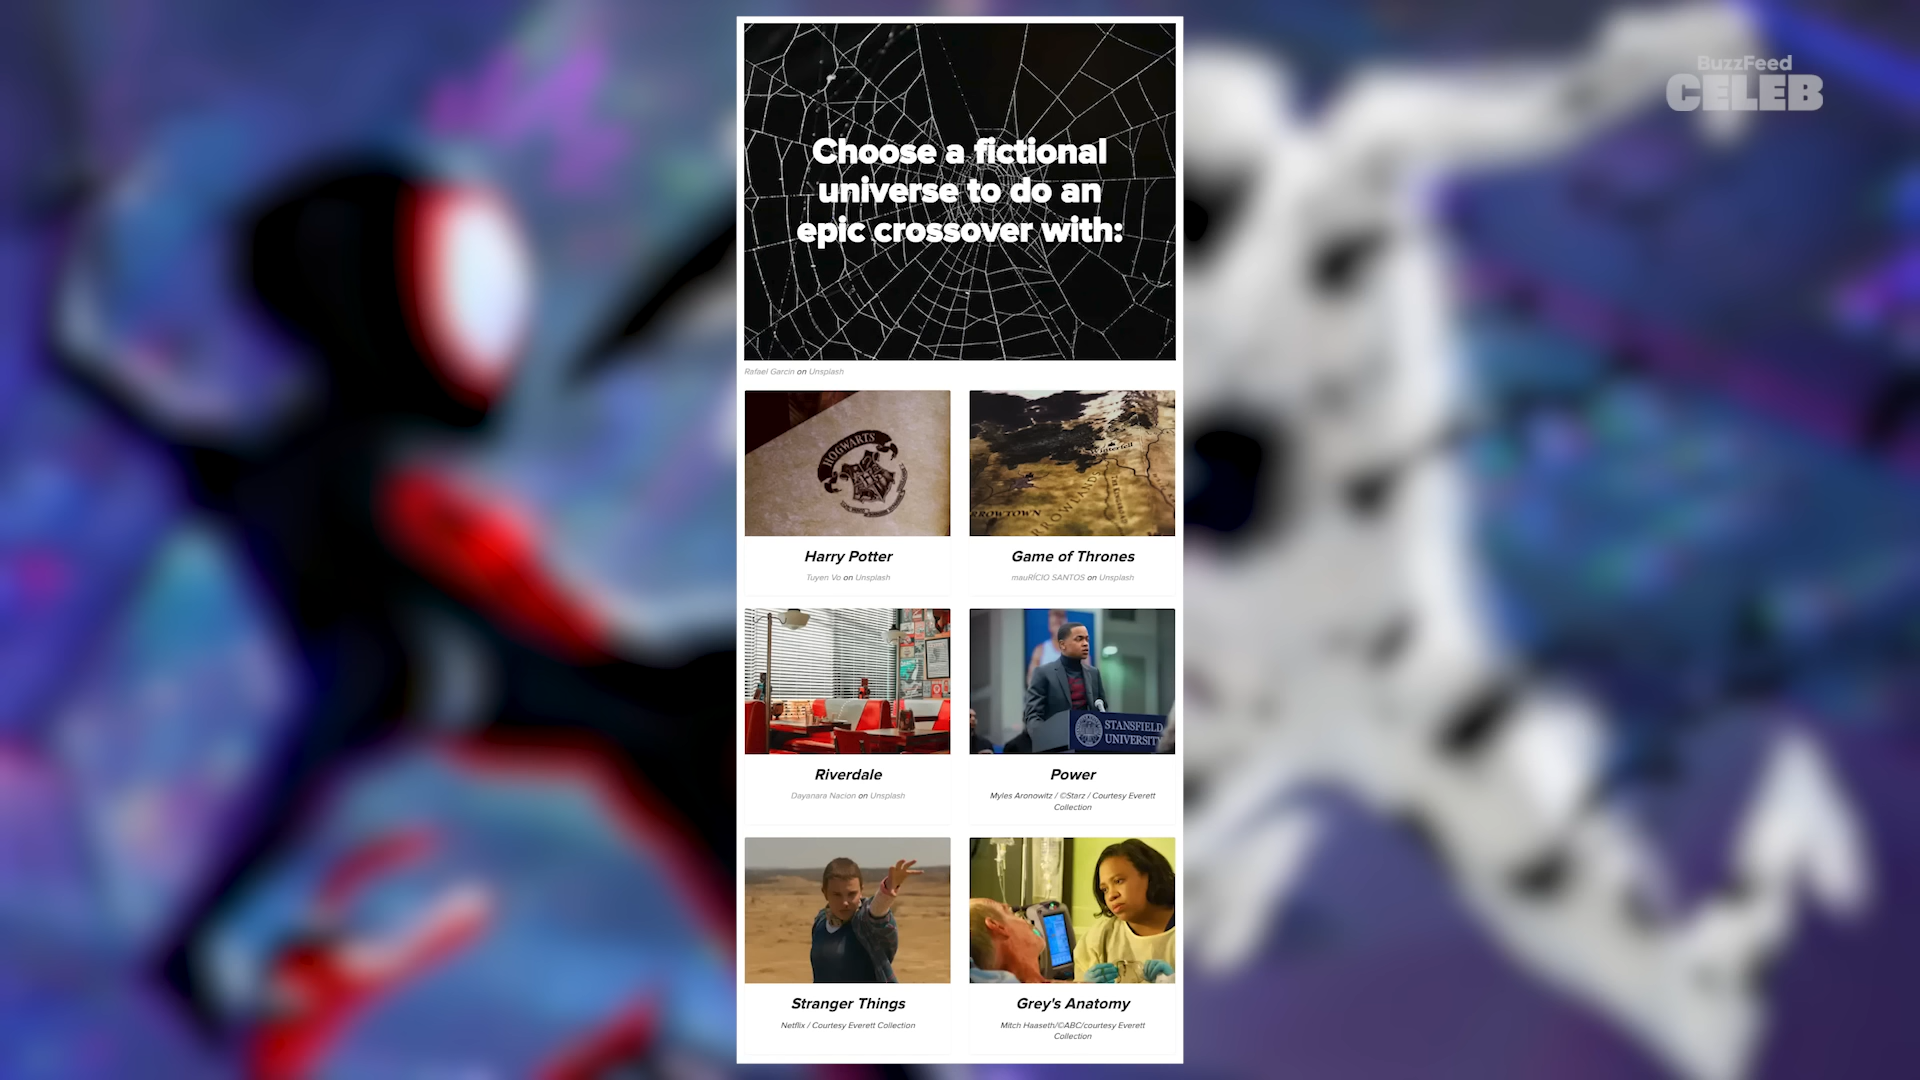 BuzzFeed
CELEB
Choose a fictional
universe to do an
epic crossover with:
Rafael Garcin on Unsplash
HOGWARTS
Winterfell
RROWTOWN
Harry Potter
Tuyen Vo on Unsplash
Game of Thrones
mauRÍCIO SANTOS on Unsplash
STANSFIELD
UNIVERSITY
Riverdale
Dayanara Nacion on Unsplash
Power
Myles Aronowitz / ©Starz / Courtesy Everett
Collection
Stranger Things
Netflix / Courtesy Everett Collection
Grey's Anatomy
Mitch Haaseth/©ABC/courtesy Everett
Collection